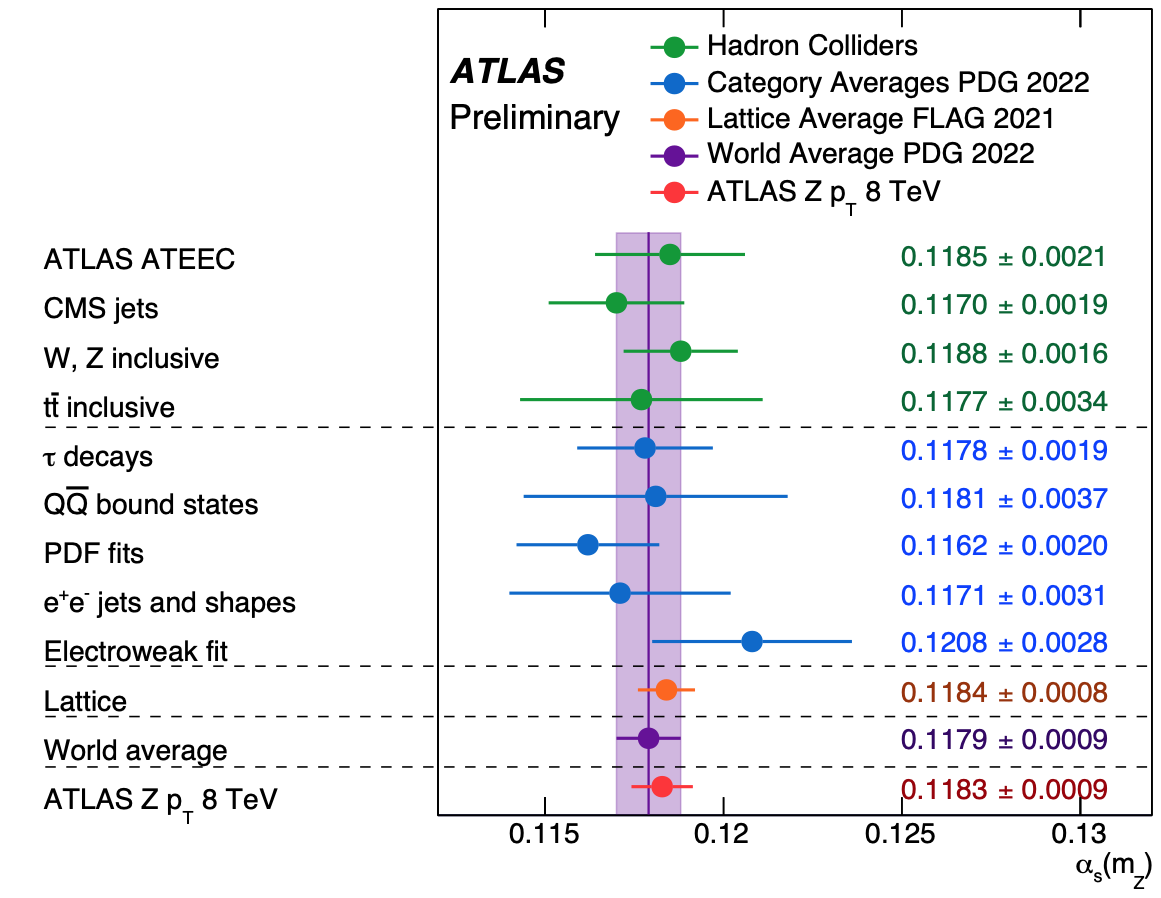 ATLAS
Preliminary
Hadron Colliders
Category Averages PDG 2022
Lattice Average FLAG 2021
World Average PDG 2022
ATLAS Z p_T 8 TeV
ATLAS ATEEC 0.1185 ± 0.0021
CMS jets 0.1170 ± 0.0019
W, Z inclusive 0.1188 ± 0.0016
tt̄ inclusive 0.1177 ± 0.0034
τ decays 0.1178 ± 0.0019
QQ̅ bound states 0.1181 ± 0.0037
PDF fits 0.1162 ± 0.0020
e⁺e⁻ jets and shapes 0.1171 ± 0.0031
Electroweak fit 0.1208 ± 0.0028
Lattice 0.1184 ± 0.0008
World average 0.1179 ± 0.0009
ATLAS Z p_T 8 TeV 0.1183 ± 0.0009
0.115 0.12 0.125 0.13
α_s(m_Z)